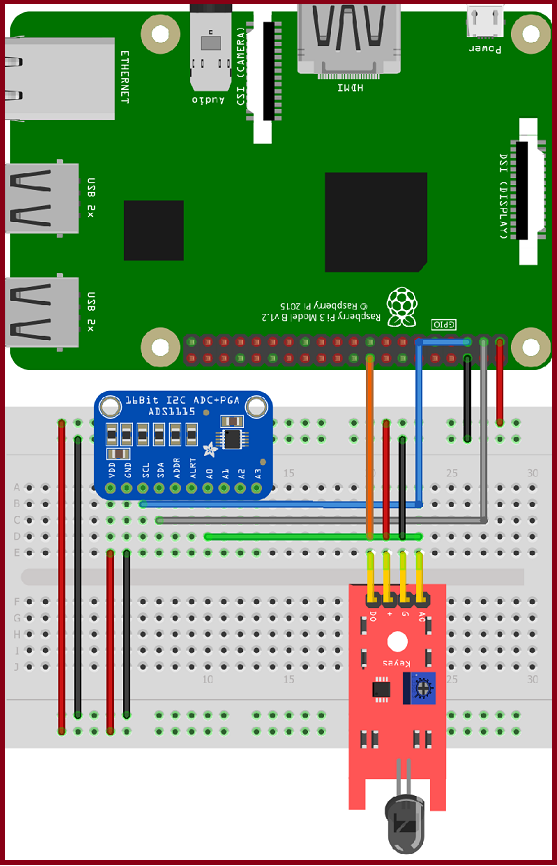 ETHERNET
Audio
CSI (CAMERA)
HDMI
Power
USB 2x
USB 2x
DSI (DISPLAY)
© Raspberry Pi 2015
Raspberry Pi 3 Model B v1.2
GPIO
16Bit I2C ADC+PGA
ADS1115
VDD
GND
SCL
SDA
ADDR
ALRT
A0
A1
A2
A3
15
25
30
A
B
C
D
E
F
G
H
I
J
DO
+
G
AO
Keyes
10
15
25
30